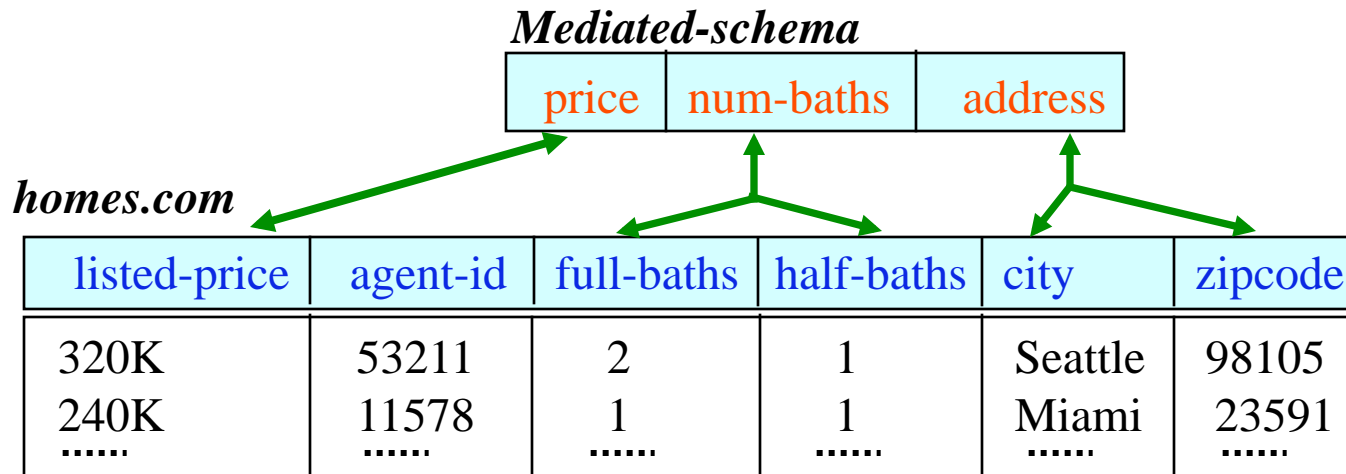 Mediated-schema
price num-baths address
homes.com
listed-price agent-id full-baths half-baths city zipcode
320K 53211 2 1 Seattle 98105
240K 11578 1 1 Miami 23591
...... ...... ...... ...... ...... ......